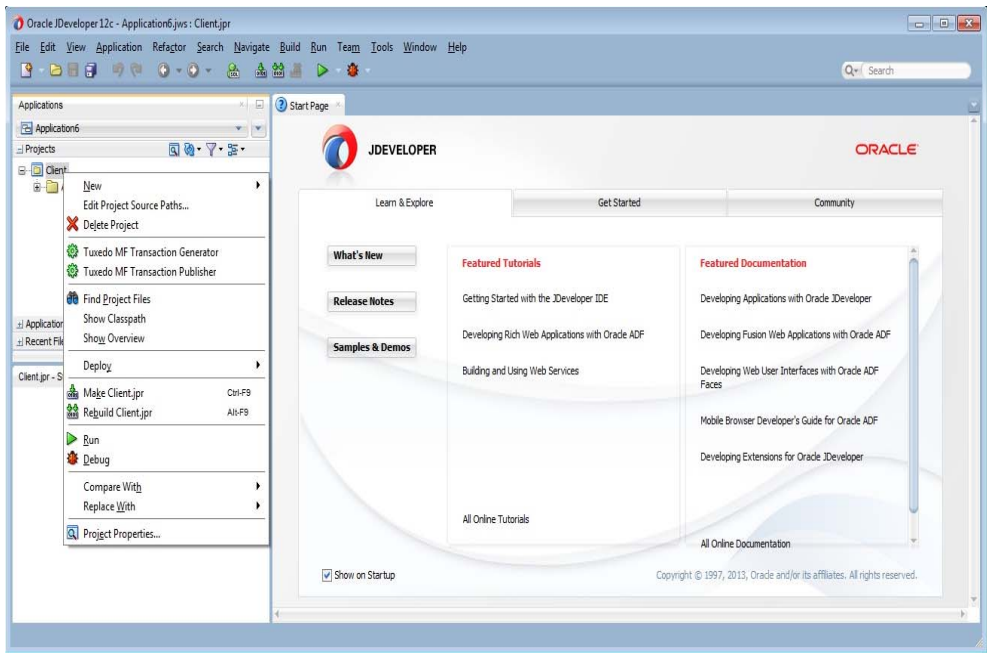 Oracle JDeveloper 12c - Application6.jws : Client.jpr
File Edit View Application Refactor Search Navigate Build Run Team Tools Window Help
Search
Applications
Application6
Projects
Client
New
Edit Project Source Paths...
Delete Project
Tuxedo MF Transaction Generator
Tuxedo MF Transaction Publisher
Find Project Files
Show Classpath
Show Overview
Deploy
Make Client.jpr Ctrl-F9
Rebuild Client.jpr Alt-F9
Run
Debug
Compare With
Replace With
Project Properties...
Application
Recent File
Client.jpr - S
Start Page
JDEVELOPER
ORACLE
Learn & Explore
Get Started
Community
What's New
Release Notes
Samples & Demos
Featured Tutorials
Getting Started with the JDeveloper IDE
Developing Rich Web Applications with Oracle ADF
Building and Using Web Services
All Online Tutorials
Featured Documentation
Developing Applications with Oracle JDeveloper
Developing Fusion Web Applications with Oracle ADF
Developing Web User Interfaces with Oracle ADF
Faces
Mobile Browser Developer's Guide for Oracle ADF
Developing Extensions for Oracle JDeveloper
All Online Documentation
Show on Startup
Copyright © 1997, 2013, Oracle and/or its affiliates. All rights reserved.